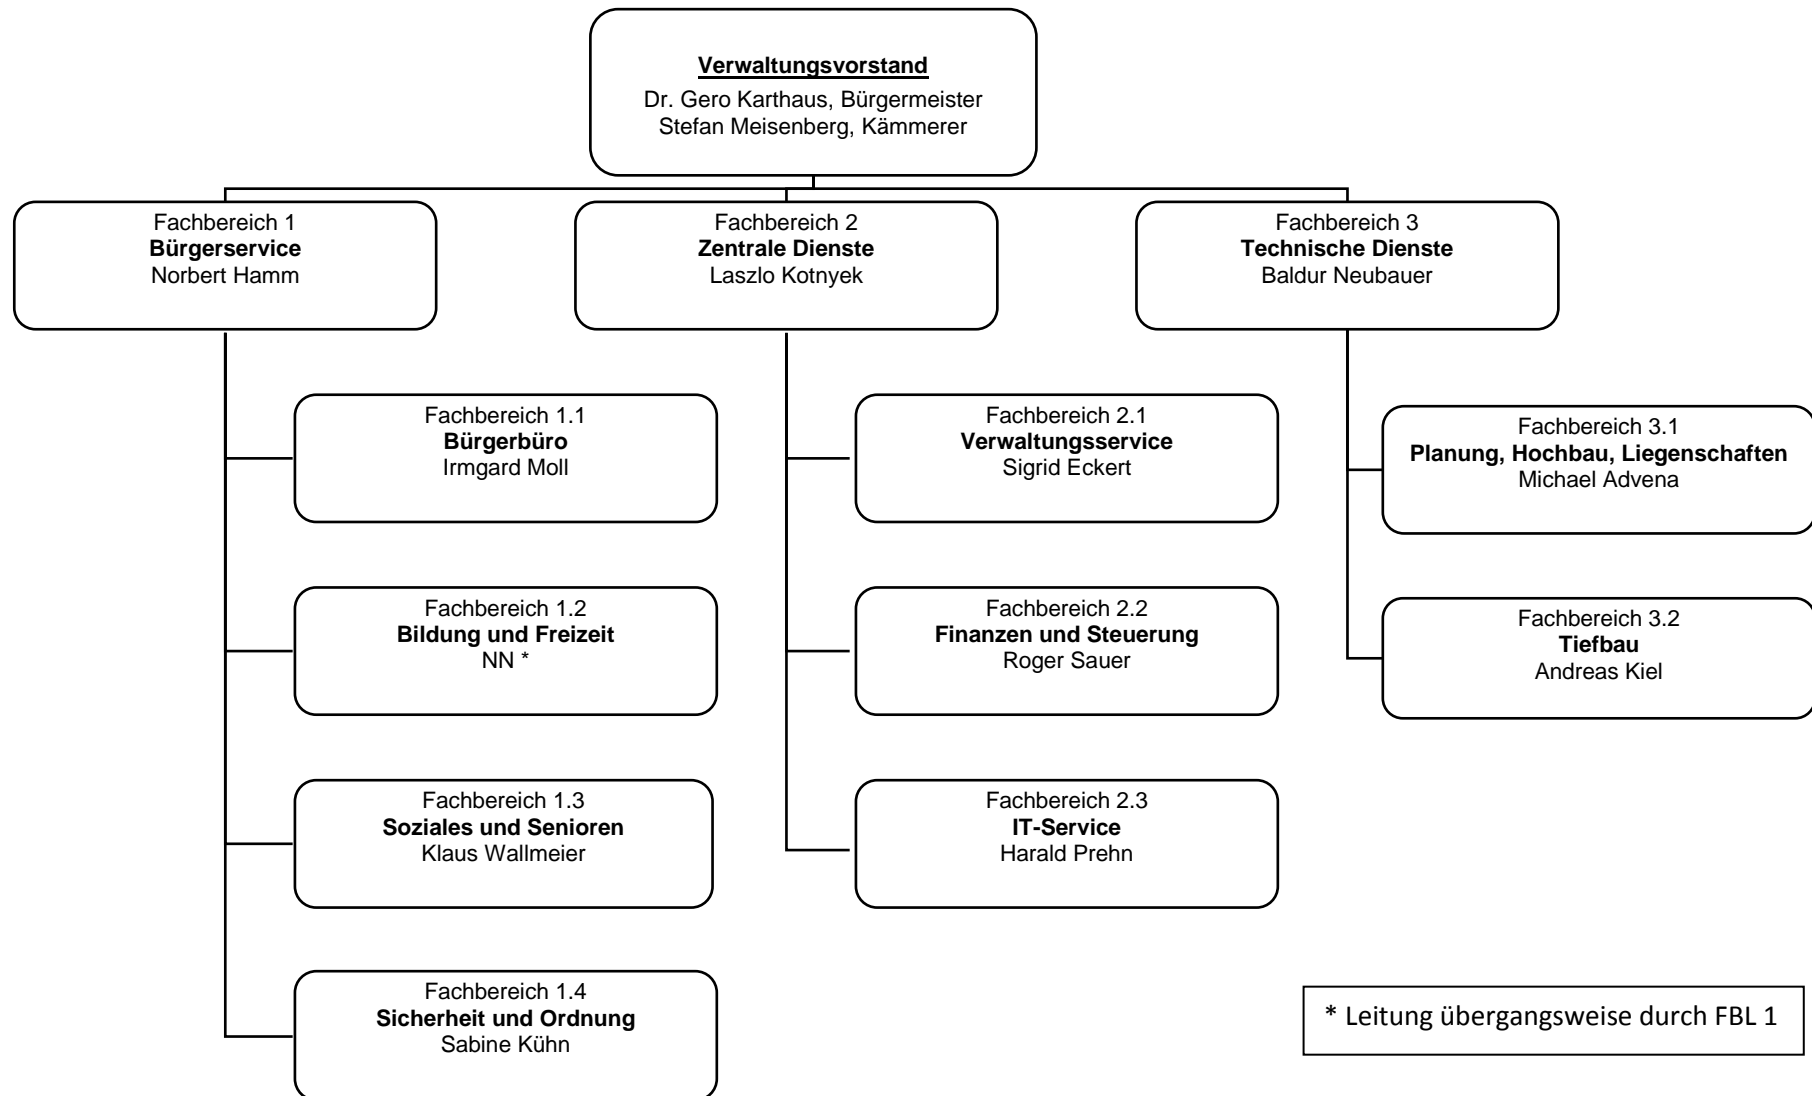 Verwaltungsvorstand
Dr. Gero Karthaus, Bürgermeister
Stefan Meisenberg, Kämmerer
Fachbereich 1
Bürgerservice
Norbert Hamm
Fachbereich 2
Zentrale Dienste
Laszlo Kotnyek
Fachbereich 3
Technische Dienste
Baldur Neubauer
Fachbereich 1.1
Bürgerbüro
Irmgard Moll
Fachbereich 1.2
Bildung und Freizeit
NN *
Fachbereich 1.3
Soziales und Senioren
Klaus Wallmeier
Fachbereich 1.4
Sicherheit und Ordnung
Sabine Kühn
Fachbereich 2.1
Verwaltungsservice
Sigrid Eckert
Fachbereich 2.2
Finanzen und Steuerung
Roger Sauer
Fachbereich 2.3
IT-Service
Harald Prehn
Fachbereich 3.1
Planung, Hochbau, Liegenschaften
Michael Advena
Fachbereich 3.2
Tiefbau
Andreas Kiel
* Leitung übergangsweise durch FBL 1